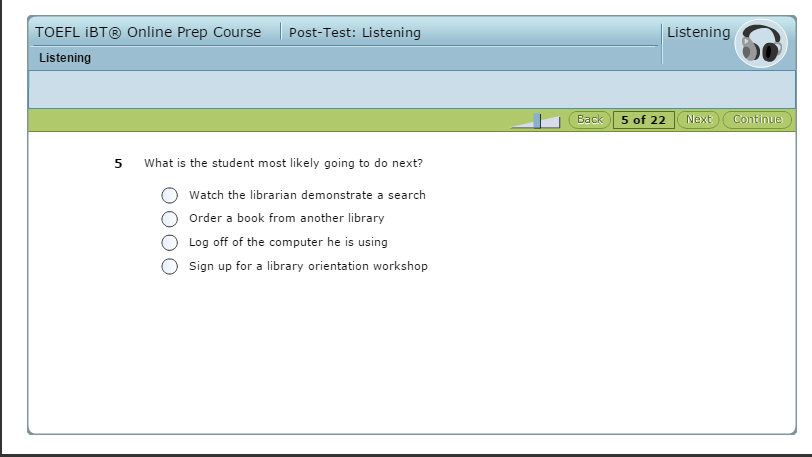 TOEFL iBT® Online Prep Course Post-Test: Listening Listening
Listening
Back 5 of 22 Next Continue
5 What is the student most likely going to do next?
Watch the librarian demonstrate a search
Order a book from another library
Log off of the computer he is using
Sign up for a library orientation workshop